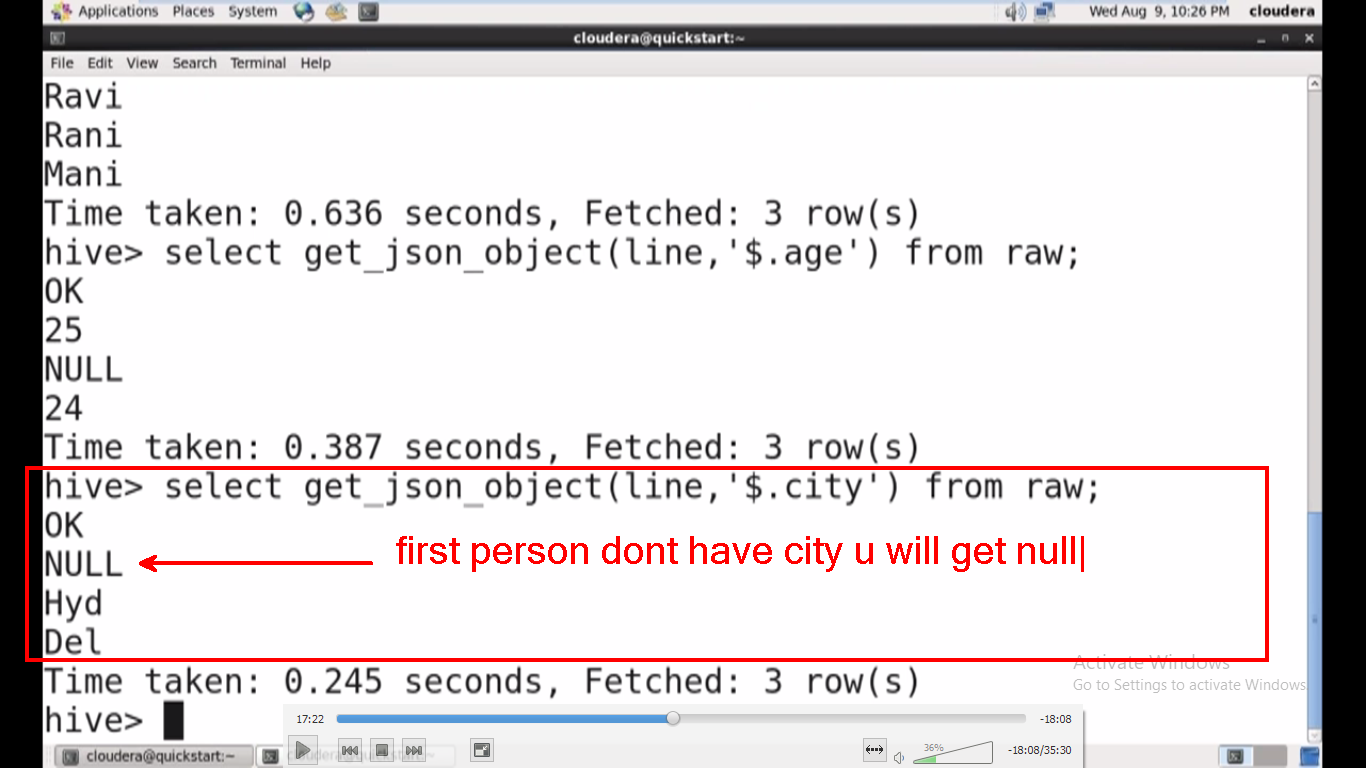 Applications Places System Wed Aug 9, 10:26 PM cloudera
cloudera@quickstart:~
File Edit View Search Terminal Help
Ravi
Rani
Mani
Time taken: 0.636 seconds, Fetched: 3 row(s)
hive> select get_json_object(line,'$.age') from raw;
OK
25
NULL
24
Time taken: 0.387 seconds, Fetched: 3 row(s)
hive> select get_json_object(line,'$.city') from raw;
OK
NULL first person dont have city u will get null
Hyd
Del
Activate Windows
Time taken: 0.245 seconds, Fetched: 3 row(s)
Go to Settings to activate Windows.
hive>
17:22 -18:08
36% -18:08/35:30
cloudera@quickstart:~ cloudera@quickstart:~